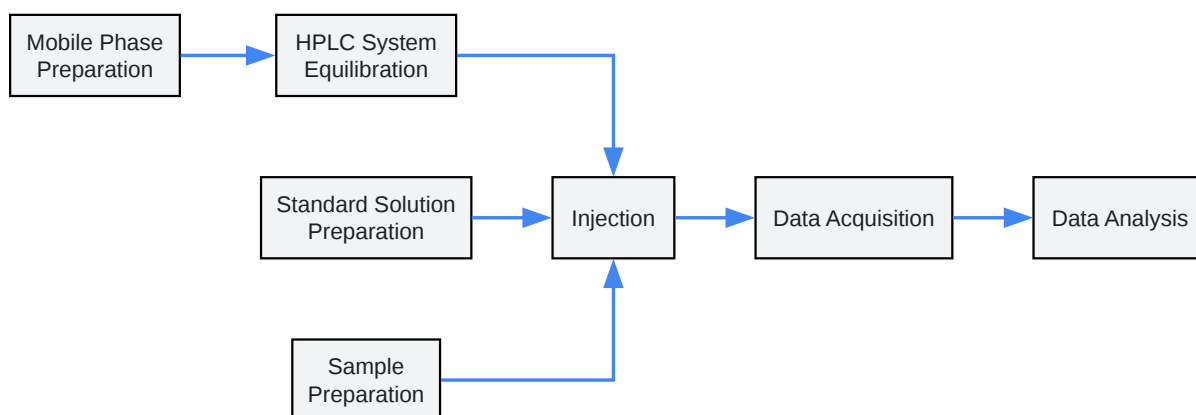 Mobile Phase
Preparation
HPLC System
Equilibration
Standard Solution
Preparation
Injection
Data Acquisition
Data Analysis
Sample
Preparation